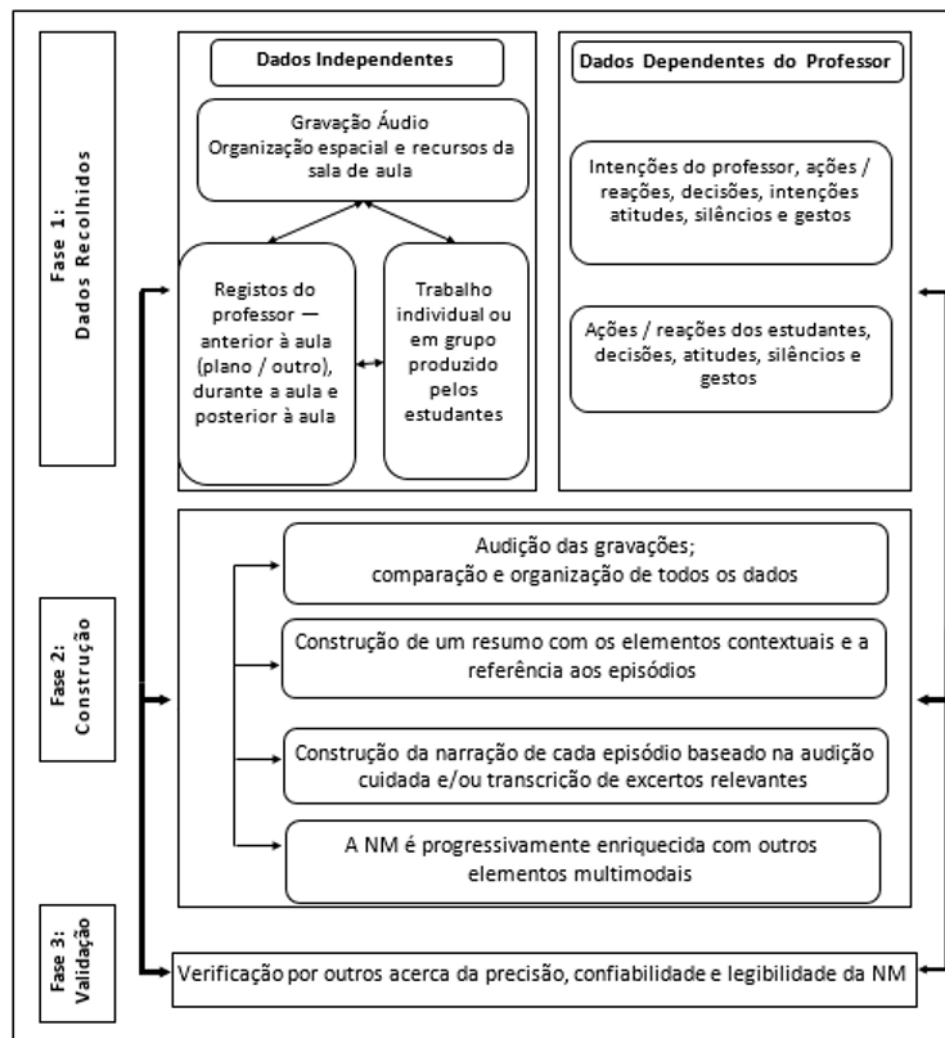 Fase 1:
Dados Recolhidos
Dados Independentes
Gravação Áudio
Organização espacial e recursos da
sala de aula
Registos do
professor —
anterior à aula
(plano / outro),
durante a aula e
posterior à aula
Trabalho
individual ou
em grupo
produzido
pelos
estudantes
Dados Dependentes do Professor
Intenções do professor, ações /
reações, decisões, intenções
atitudes, silêncios e gestos
Ações / reações dos estudantes,
decisões, atitudes, silêncios e
gestos
Fase 2:
Construção
Audição das gravações;
comparação e organização de todos os dados
Construção de um resumo com os elementos contextuais e a
referência aos episódios
Construção da narração de cada episódio baseado na audição
cuidada e/ou transcrição de excertos relevantes
A NM é progressivamente enriquecida com outros
elementos multimodais
Fase 3:
Validação
Verificação por outros acerca da precisão, confiabilidade e legibilidade da NM